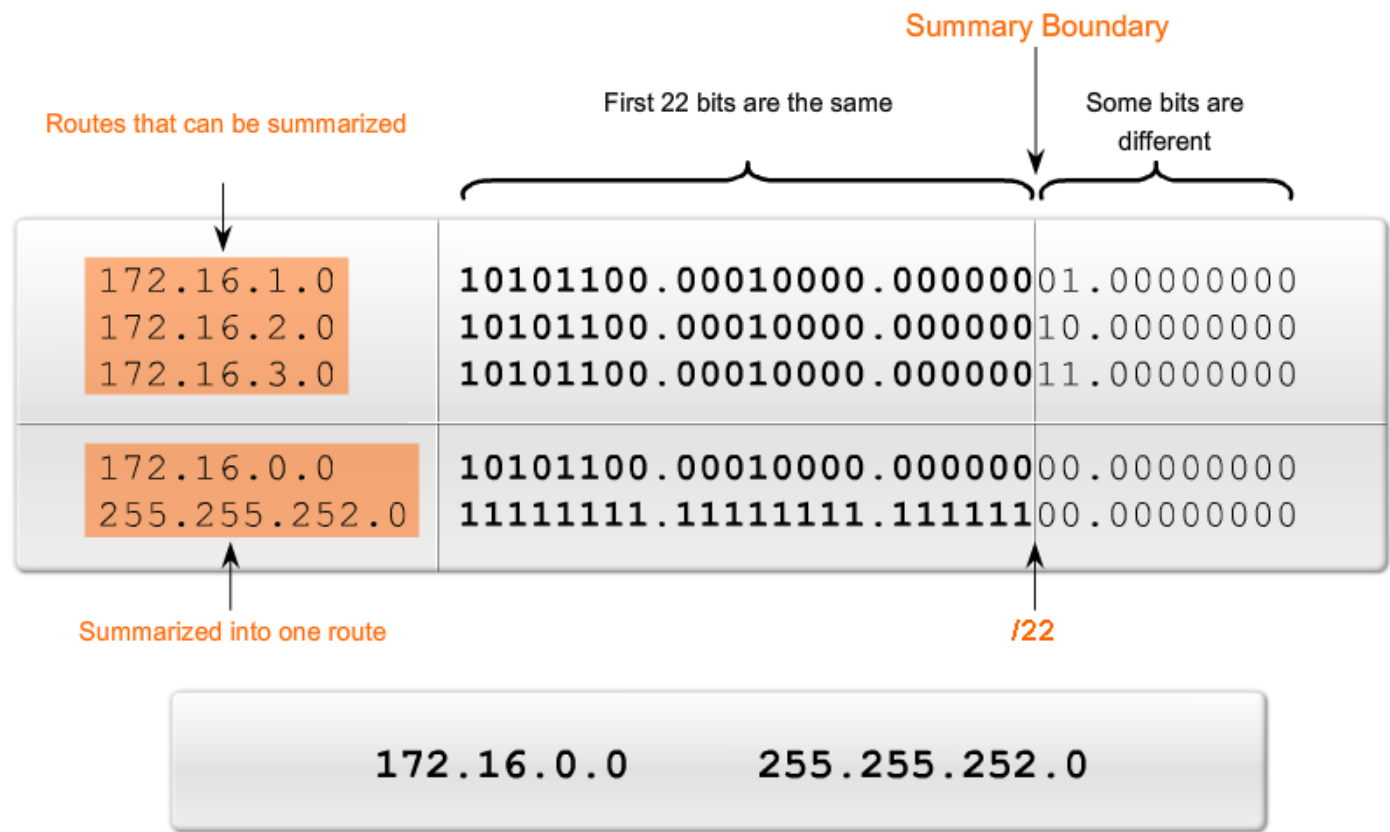 Summary Boundary
First 22 bits are the same
Some bits are
different
Routes that can be summarized
172.16.1.0 10101100.00010000.00000001.00000000
172.16.2.0 10101100.00010000.00000010.00000000
172.16.3.0 10101100.00010000.00000011.00000000
172.16.0.0 10101100.00010000.00000000.00000000
255.255.252.0 11111111.11111111.11111100.00000000
Summarized into one route
/22
172.16.0.0 255.255.252.0